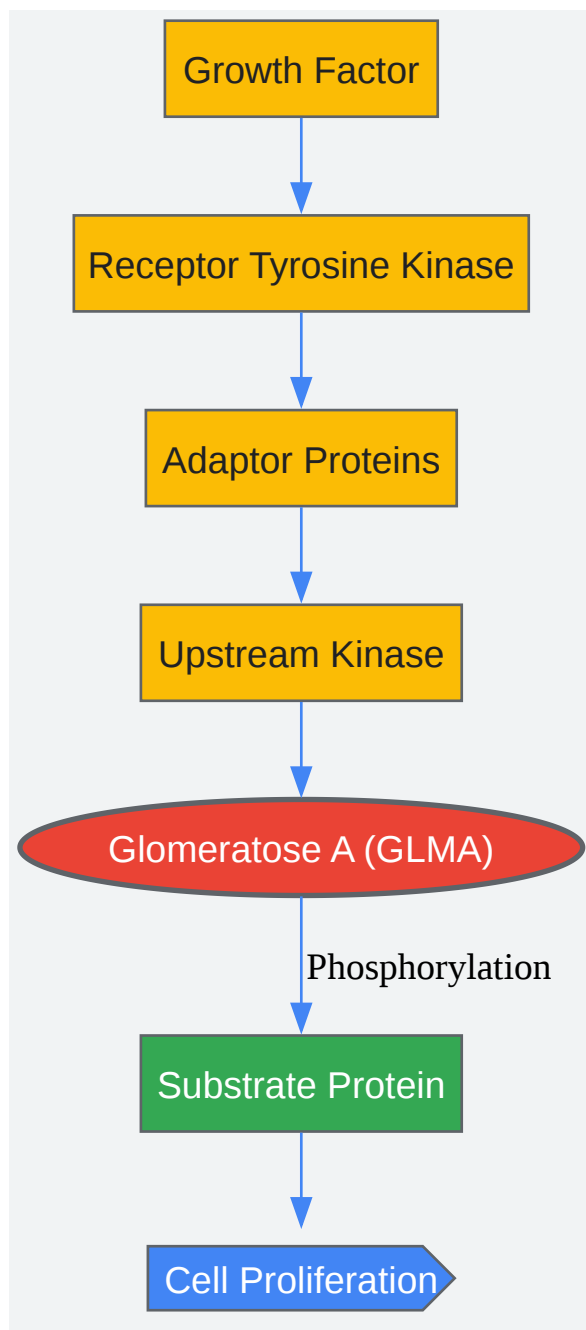 Growth Factor
Receptor Tyrosine Kinase
Adaptor Proteins
Upstream Kinase
Glomeratose A (GLMA)
Phosphorylation
Substrate Protein
Cell Proliferation